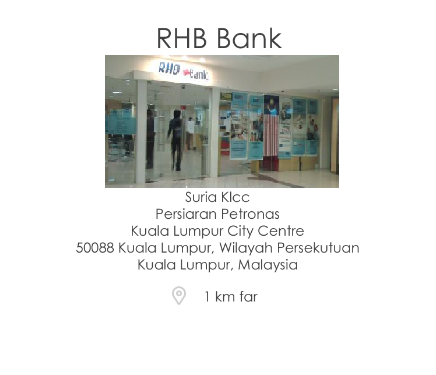 RHB Bank
RHB Bank
Suria Klcc
Persiaran Petronas
Kuala Lumpur City Centre
50088 Kuala Lumpur, Wilayah Persekutuan
Kuala Lumpur, Malaysia
1 km far